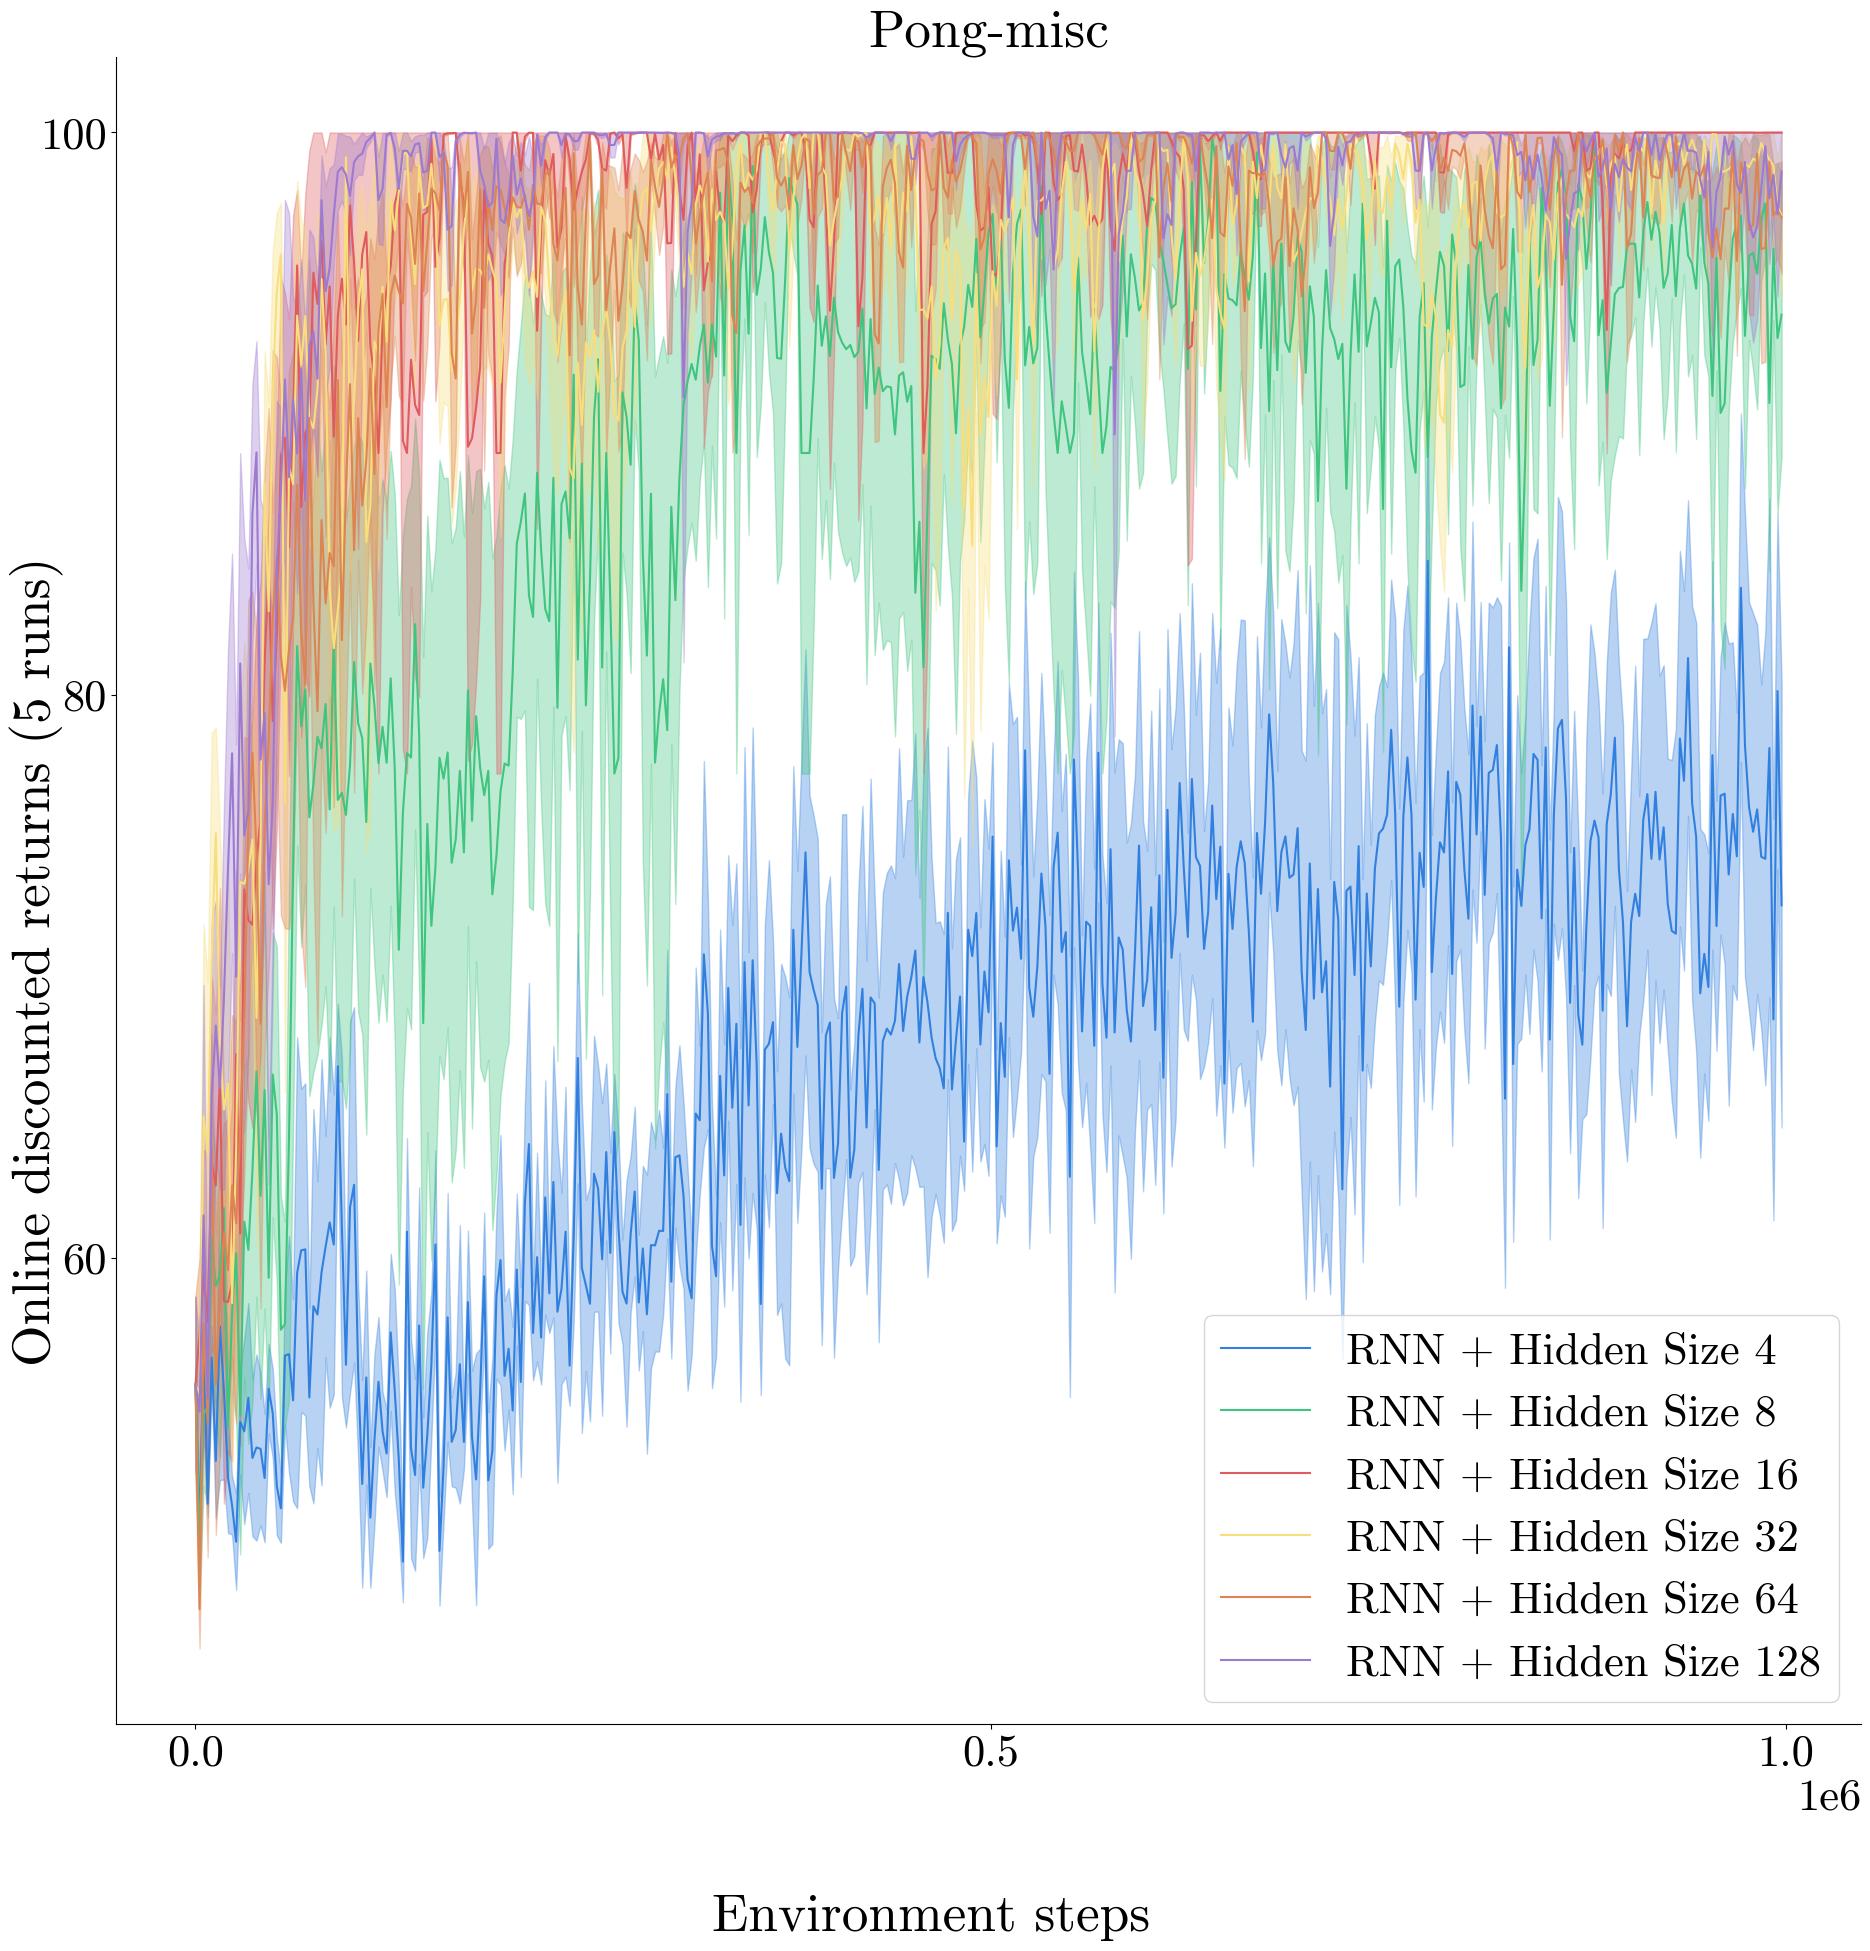 Pong-misc
100
80
60
Online discounted returns (5 runs)
RNN + Hidden Size 4
RNN + Hidden Size 8
RNN + Hidden Size 16
RNN + Hidden Size 32
RNN + Hidden Size 64
RNN + Hidden Size 128
0.0
0.5
1.0
1e6
Environment steps